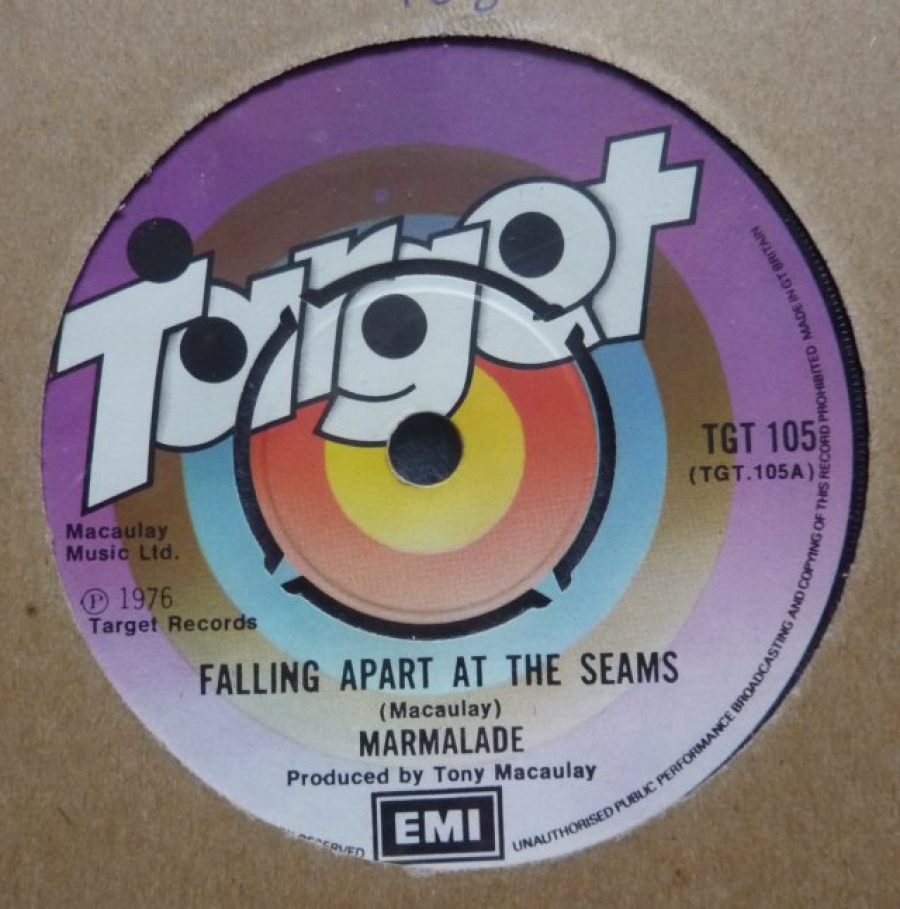 Target
TGT 105
(TGT.105A)
Macaulay
Music Ltd.
Ⓟ 1976
Target Records
FALLING APART AT THE SEAMS
(Macaulay)
MARMALADE
Produced by Tony Macaulay
EMI
RESERVED
UNAUTHORISED PUBLIC PERFORMANCE BROADCASTING AND COPYING OF THIS RECORD PROHIBITED MADE IN GT BRITAIN